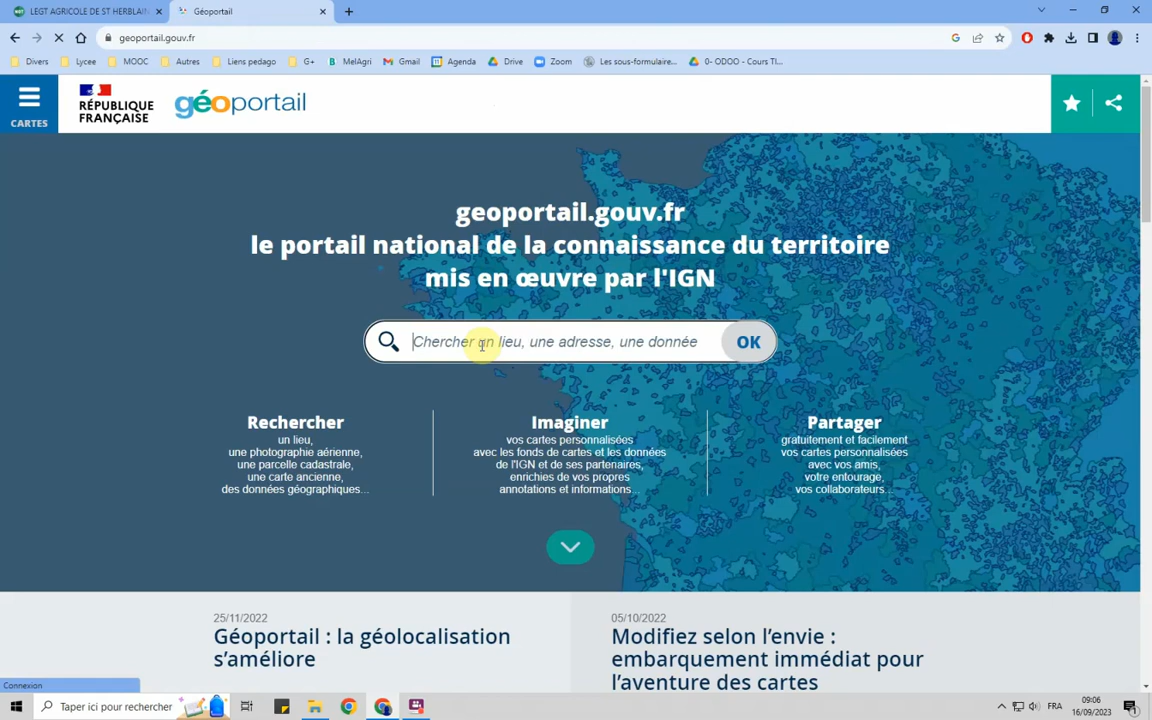 LEGT AGRICOLE DE ST HERBLAIN
Géoportail
geoportail.gouv.fr
Divers
Lycee
MOOC
Autres
Liens pedago
G+
MelAgri
Gmail
Agenda
Drive
Zoom
Les sous-formulaire...
0- ODOO - Cours TI...
CARTES
RÉPUBLIQUE
FRANÇAISE
géoportail
geoportail.gouv.fr
le portail national de la connaissance du territoire
mis en œuvre par l'IGN
Chercher un lieu, une adresse, une donnée
OK
Rechercher
un lieu,
une photographie aérienne,
une parcelle cadastrale,
une carte ancienne,
des données géographiques...
Imaginer
vos cartes personnalisées
avec les fonds de cartes et les données
de l'IGN et de ses partenaires,
enrichies de vos propres
annotations et informations...
Partager
gratuitement et facilement
vos cartes personnalisées
avec vos amis,
votre entourage,
vos collaborateurs...
25/11/2022
Géoportail : la géolocalisation
s’améliore
05/10/2022
Modifiez selon l’envie :
embarquement immédiat pour
l’aventure des cartes
Connexion
Taper ici pour rechercher
FRA
09:06
16/09/2023